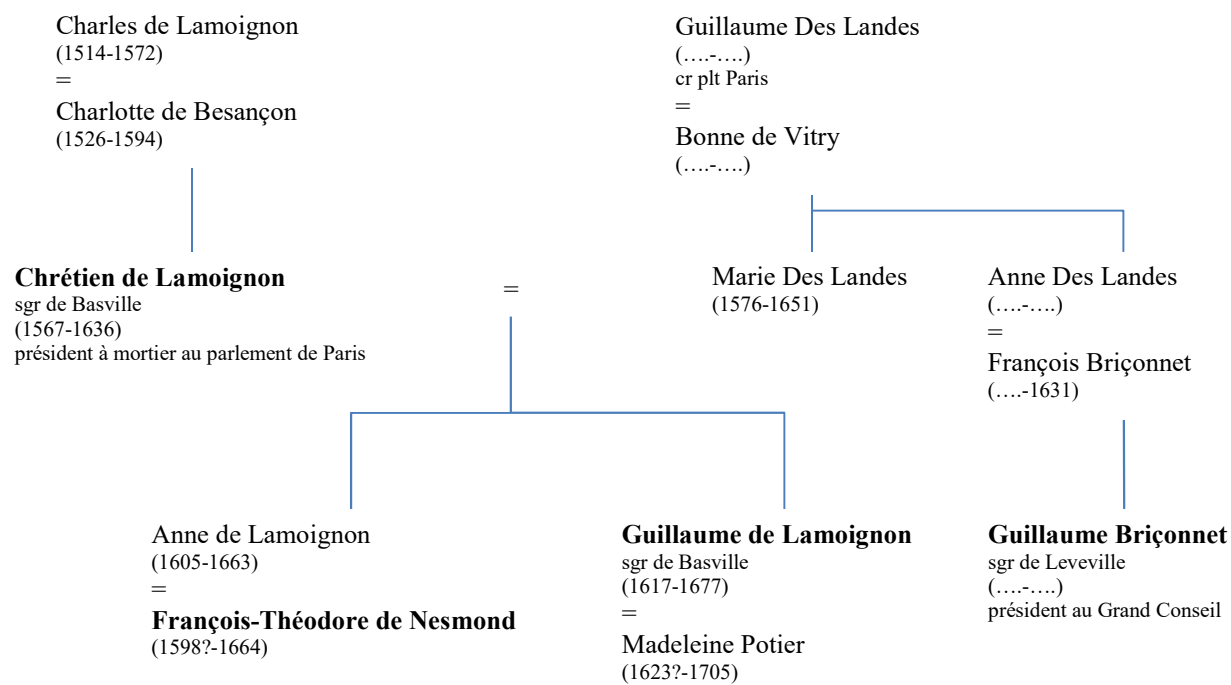 Charles de Lamoignon
(1514-1572)
=
Charlotte de Besançon
(1526-1594)
Guillaume Des Landes
(….-….)
cr plt Paris
=
Bonne de Vitry
(….-….)
Chrétien de Lamoignon
sgr de Basville
(1567-1636)
président à mortier au parlement de Paris
=
Marie Des Landes
(1576-1651)
Anne Des Landes
(….-….)
=
François Briçonnet
(….-1631)
Anne de Lamoignon
(1605-1663)
=
François-Théodore de Nesmond
(1598?-1664)
Guillaume de Lamoignon
sgr de Basville
(1617-1677)
=
Madeleine Potier
(1623?-1705)
Guillaume Briçonnet
sgr de Leveville
(….-….)
président au Grand Conseil